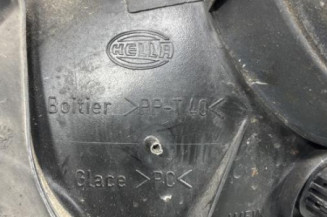 HELLA
Boîtier >PP-T40<
Glace >PC<